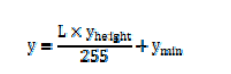 y = L × y_height / 255 + y_min